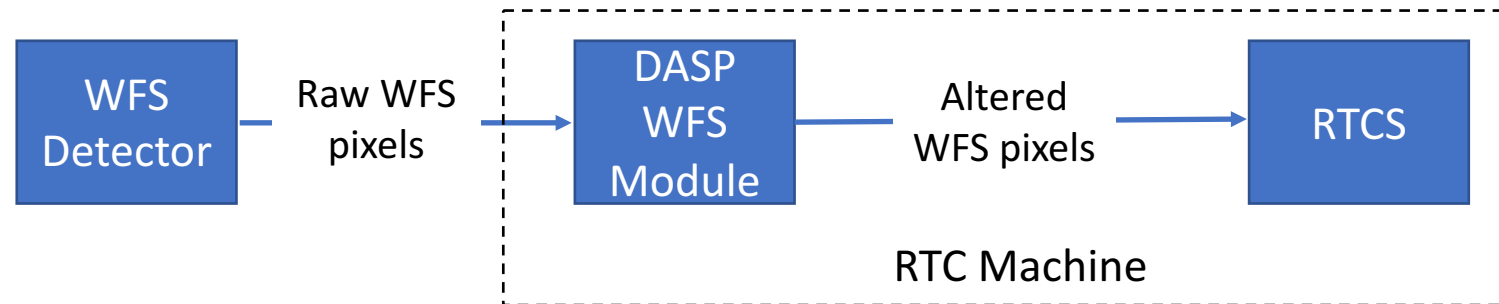 WFS
Detector
Raw WFS
pixels
DASP
WFS
Module
Altered
WFS pixels
RTCS
RTC Machine